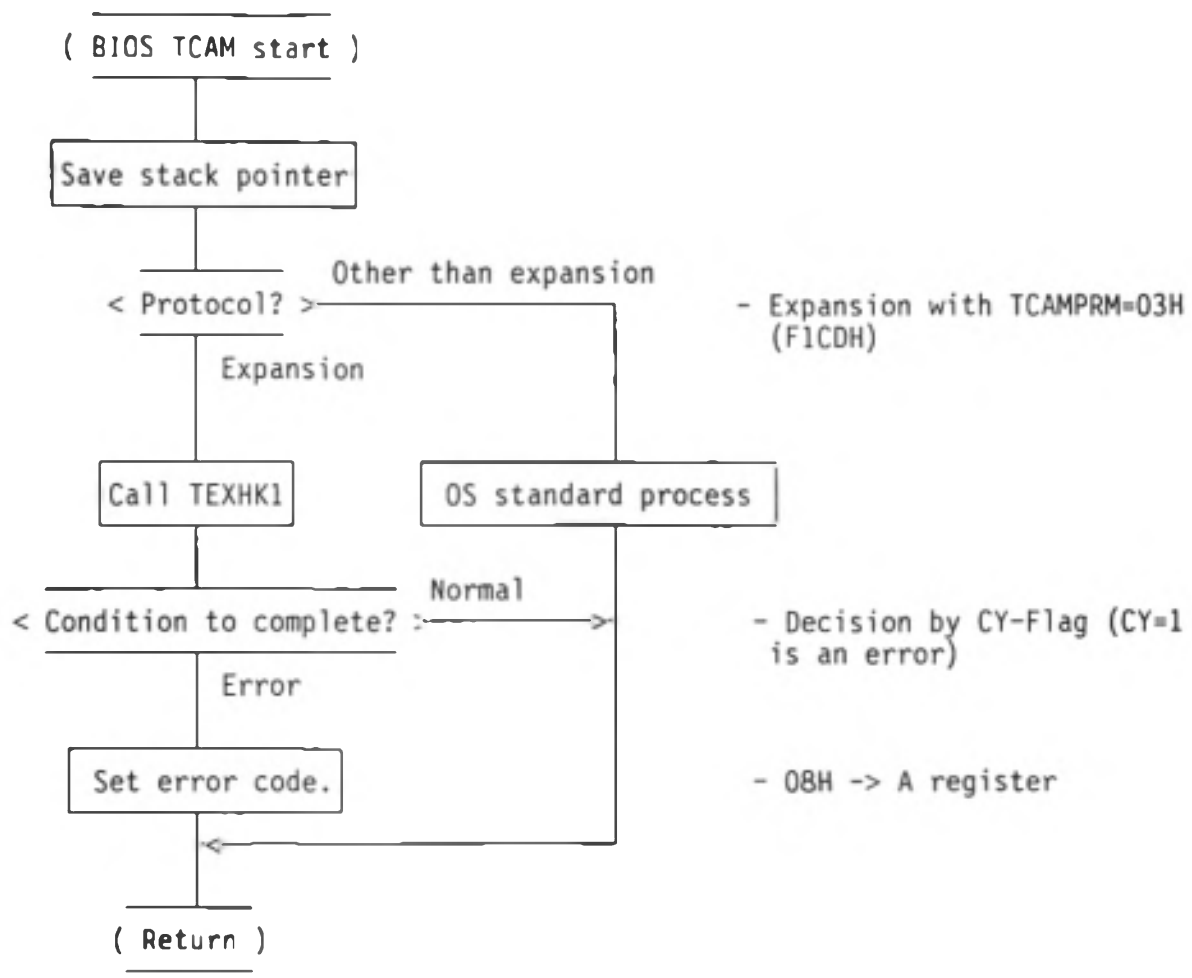 ( BIOS TCAM start )
Save stack pointer
Other than expansion
< Protocol? >
- Expansion with TCAMPRM=03H
(F1CDH)
Expansion
Call TEXHK1
OS standard process
Normal
< Condition to complete? >
- Decision by CY-Flag (CY=1
is an error)
Error
Set error code.
- 08H -> A register
( Return )